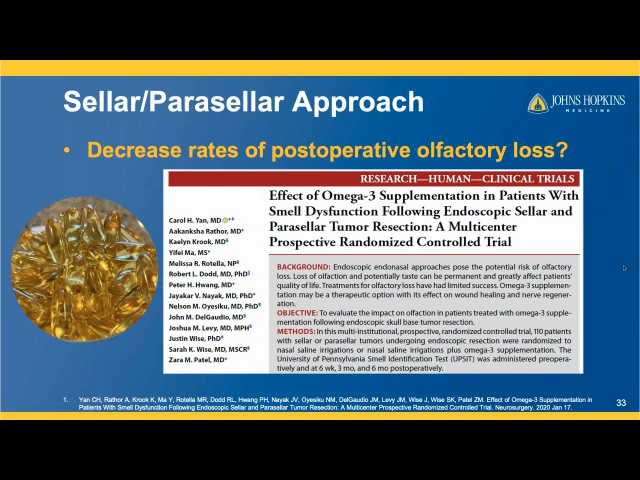 Sellar/Parasellar Approach
JOHNS HOPKINS
MEDICINE
• Decrease rates of postoperative olfactory loss?
RESEARCH—HUMAN—CLINICAL TRIALS
Effect of Omega-3 Supplementation in Patients With
Smell Dysfunction Following Endoscopic Sellar and
Parasellar Tumor Resection: A Multicenter
Prospective Randomized Controlled Trial
Carol H. Yan, MD
Aakanksha Rathor, MD*
Kaelyn Krook, MD§
Yifei Ma, MS*
Melissa R. Rotella, NP§
Robert L. Dodd, MD, PhD
Peter H. Hwang, MD*
Jayakar V. Nayak, MD, PhD*
Nelson M. Oyesiku, MD, PhD
John M. DelGaudio, MD§
Joshua M. Levy, MD, MPH§
Justin Wise, PhD
Sarah K. Wise, MD, MSCR§
Zara M. Patel, MD*
BACKGROUND: Endoscopic endonasal approaches pose the potential risk of olfactory
loss. Loss of olfaction and potentially taste can be permanent and greatly affect patients'
quality of life. Treatments for olfactory loss have had limited success. Omega-3 supplemen-
tation may be a therapeutic option with its effect on wound healing and nerve regener-
ation.
OBJECTIVE: To evaluate the impact on olfaction in patients treated with omega-3 supple-
mentation following endoscopic skull base tumor resection.
METHODS: In this multi-institutional, prospective, randomized controlled trial, 110 patients
with sellar or parasellar tumors undergoing endoscopic resection were randomized to
nasal saline irrigations or nasal saline irrigations plus omega-3 supplementation. The
University of Pennsylvania Smell Identification Test (UPSIT) was administered preopera-
tively and at 6 wk, 3 mo, and 6 mo postoperatively.
1. Yan CH, Rathor A, Krook K, Ma Y, Rotella MR, Dodd RL, Hwang PH, Nayak JV, Oyesiku NM, DelGaudio JM, Levy JM, Wise J, Wise SK, Patel ZM. Effect of Omega-3 Supplementation in
Patients With Smell Dysfunction Following Endoscopic Sellar and Parasellar Tumor Resection: A Multicenter Prospective Randomized Controlled Trial. Neurosurgery. 2020 Jan 17.
33